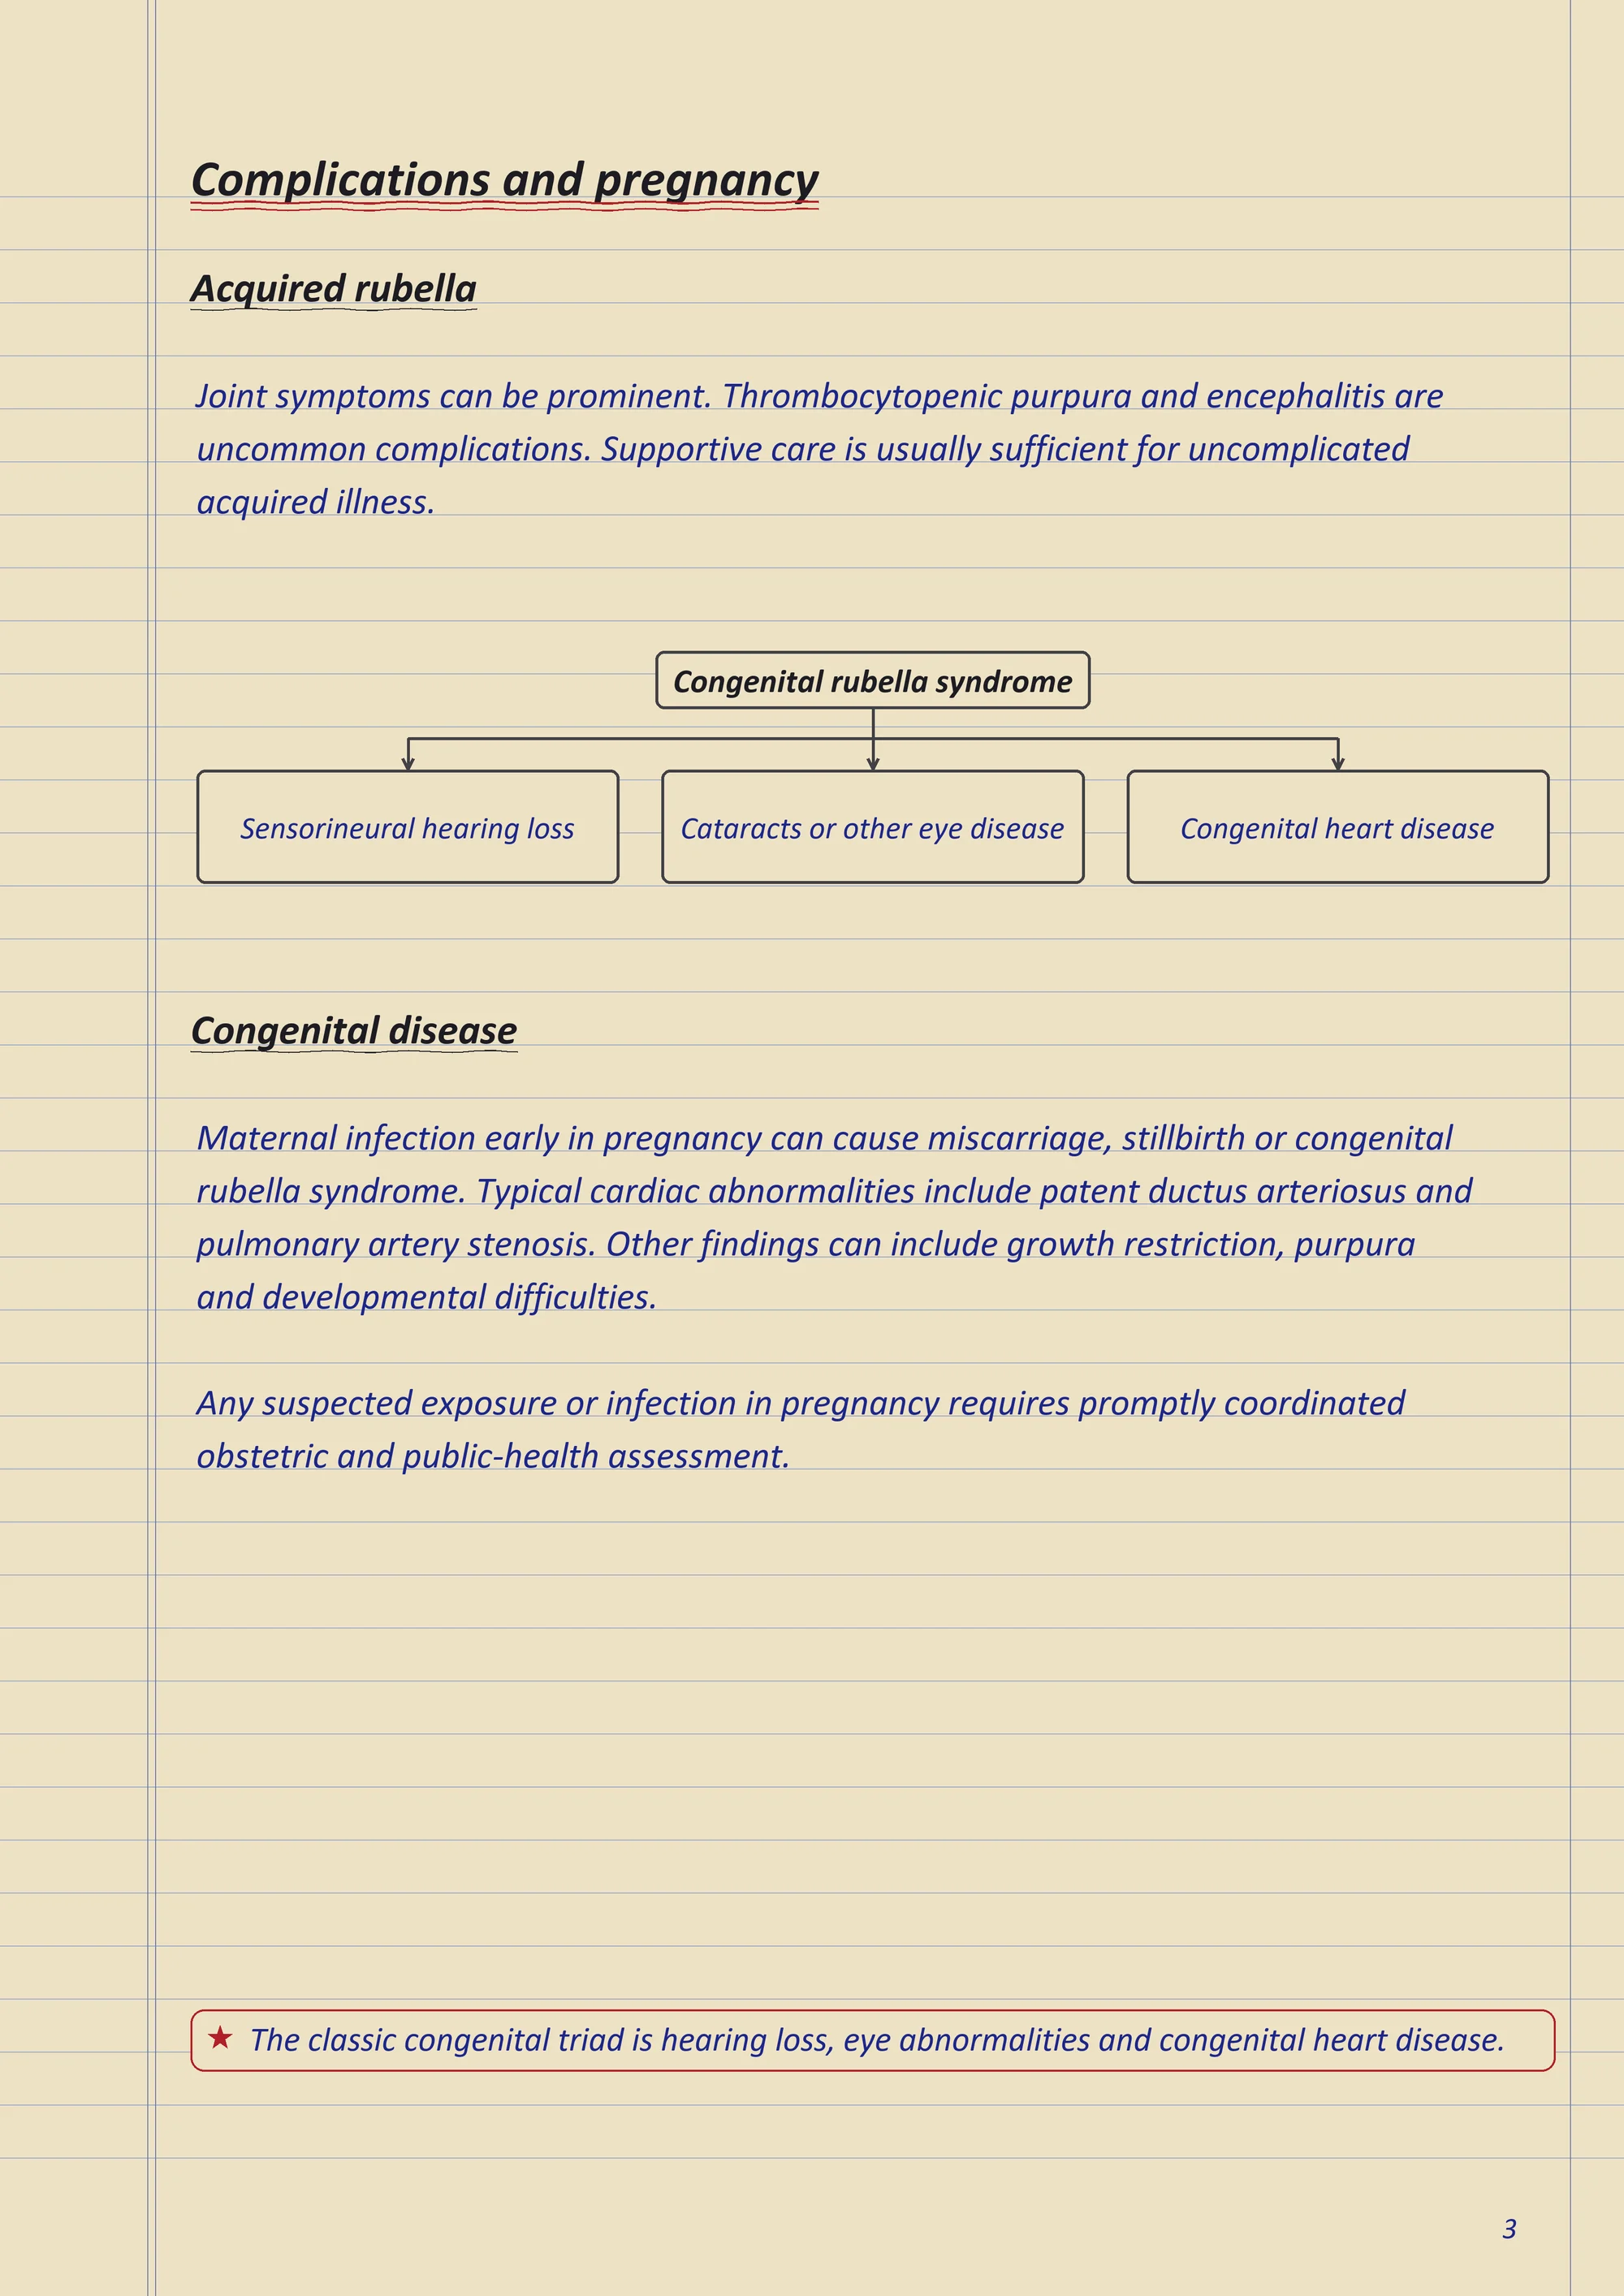 Complications and pregnancy
Acquired rubella
Joint symptoms can be prominent. Thrombocytopenic purpura and encephalitis are
uncommon complications. Supportive care is usually sufficient for uncomplicated
acquired illness.
Congenital rubella syndrome
Sensorineural hearing loss
Cataracts or other eye disease
Congenital heart disease
Congenital disease
Maternal infection early in pregnancy can cause miscarriage, stillbirth or congenital
rubella syndrome. Typical cardiac abnormalities include patent ductus arteriosus and
pulmonary artery stenosis. Other findings can include growth restriction, purpura
and developmental difficulties.
Any suspected exposure or infection in pregnancy requires promptly coordinated
obstetric and public-health assessment.
★ The classic congenital triad is hearing loss, eye abnormalities and congenital heart disease.
3